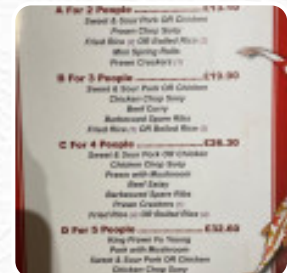 A For 2 People
Sweet & Sour Pork OR Chicken
Prawn Chop Suey
Fried Rice OR Boiled Rice
Mini Spring Rolls
Prawn Crackers
B For 3 People £19.90
Sweet & Sour Pork OR Chicken
Chicken Chop Suey
Beef Curry
Barbecued Spare Ribs
Fried Rice OR Boiled Rice
C For 4 People £26.30
Sweet & Sour Pork OR Chicken
Chicken Chop Suey
Prawn with Mushroom
Beef Satay
Barbecued Spare Ribs
Prawn Crackers
Fried Rice OR Boiled Rice
D For 5 People £32.60
King Prawn Fu Yeung
Pork with Mushroom
Sweet & Sour Pork OR Chicken
Chicken Chop Suey